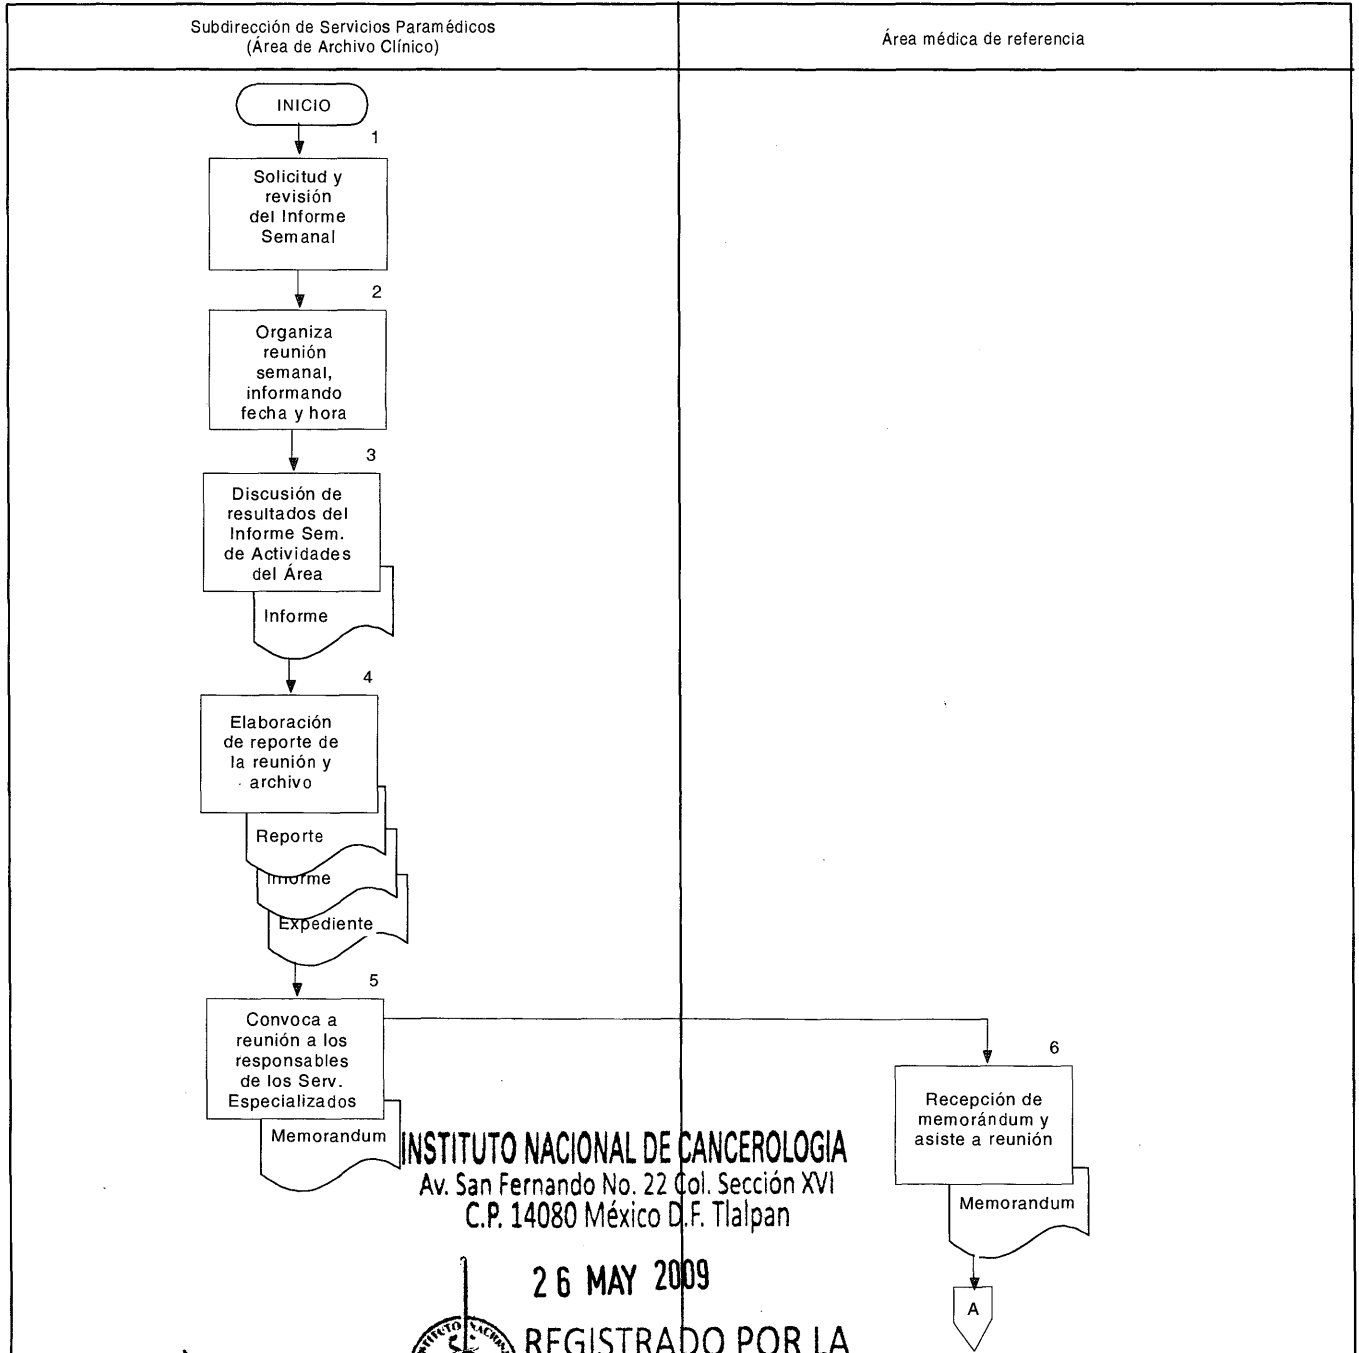 Subdirección de Servicios Paramédicos
(Área de Archivo Clínico)
Área médica de referencia
INICIO
1
Solicitud y
revisión
del Informe
Semanal
2
Organiza
reunión
semanal,
informando
fecha y hora
3
Discusión de
resultados del
Informe Sem.
de Actividades
del Área
Informe
4
Elaboración
de reporte de
la reunión y
archivo
Reporte
Informe
Expediente
5
Convoca a
reunión a los
responsables
de los Serv.
Especializados
Memorandum
6
Recepción de
memorándum y
asiste a reunión
Memorandum
A
INSTITUTO NACIONAL DE CANCEROLOGIA
Av. San Fernando No. 22 Col. Sección XVI
C.P. 14080 México D.F. Tlalpan
26 MAY 2009
REGISTRADO POR LA